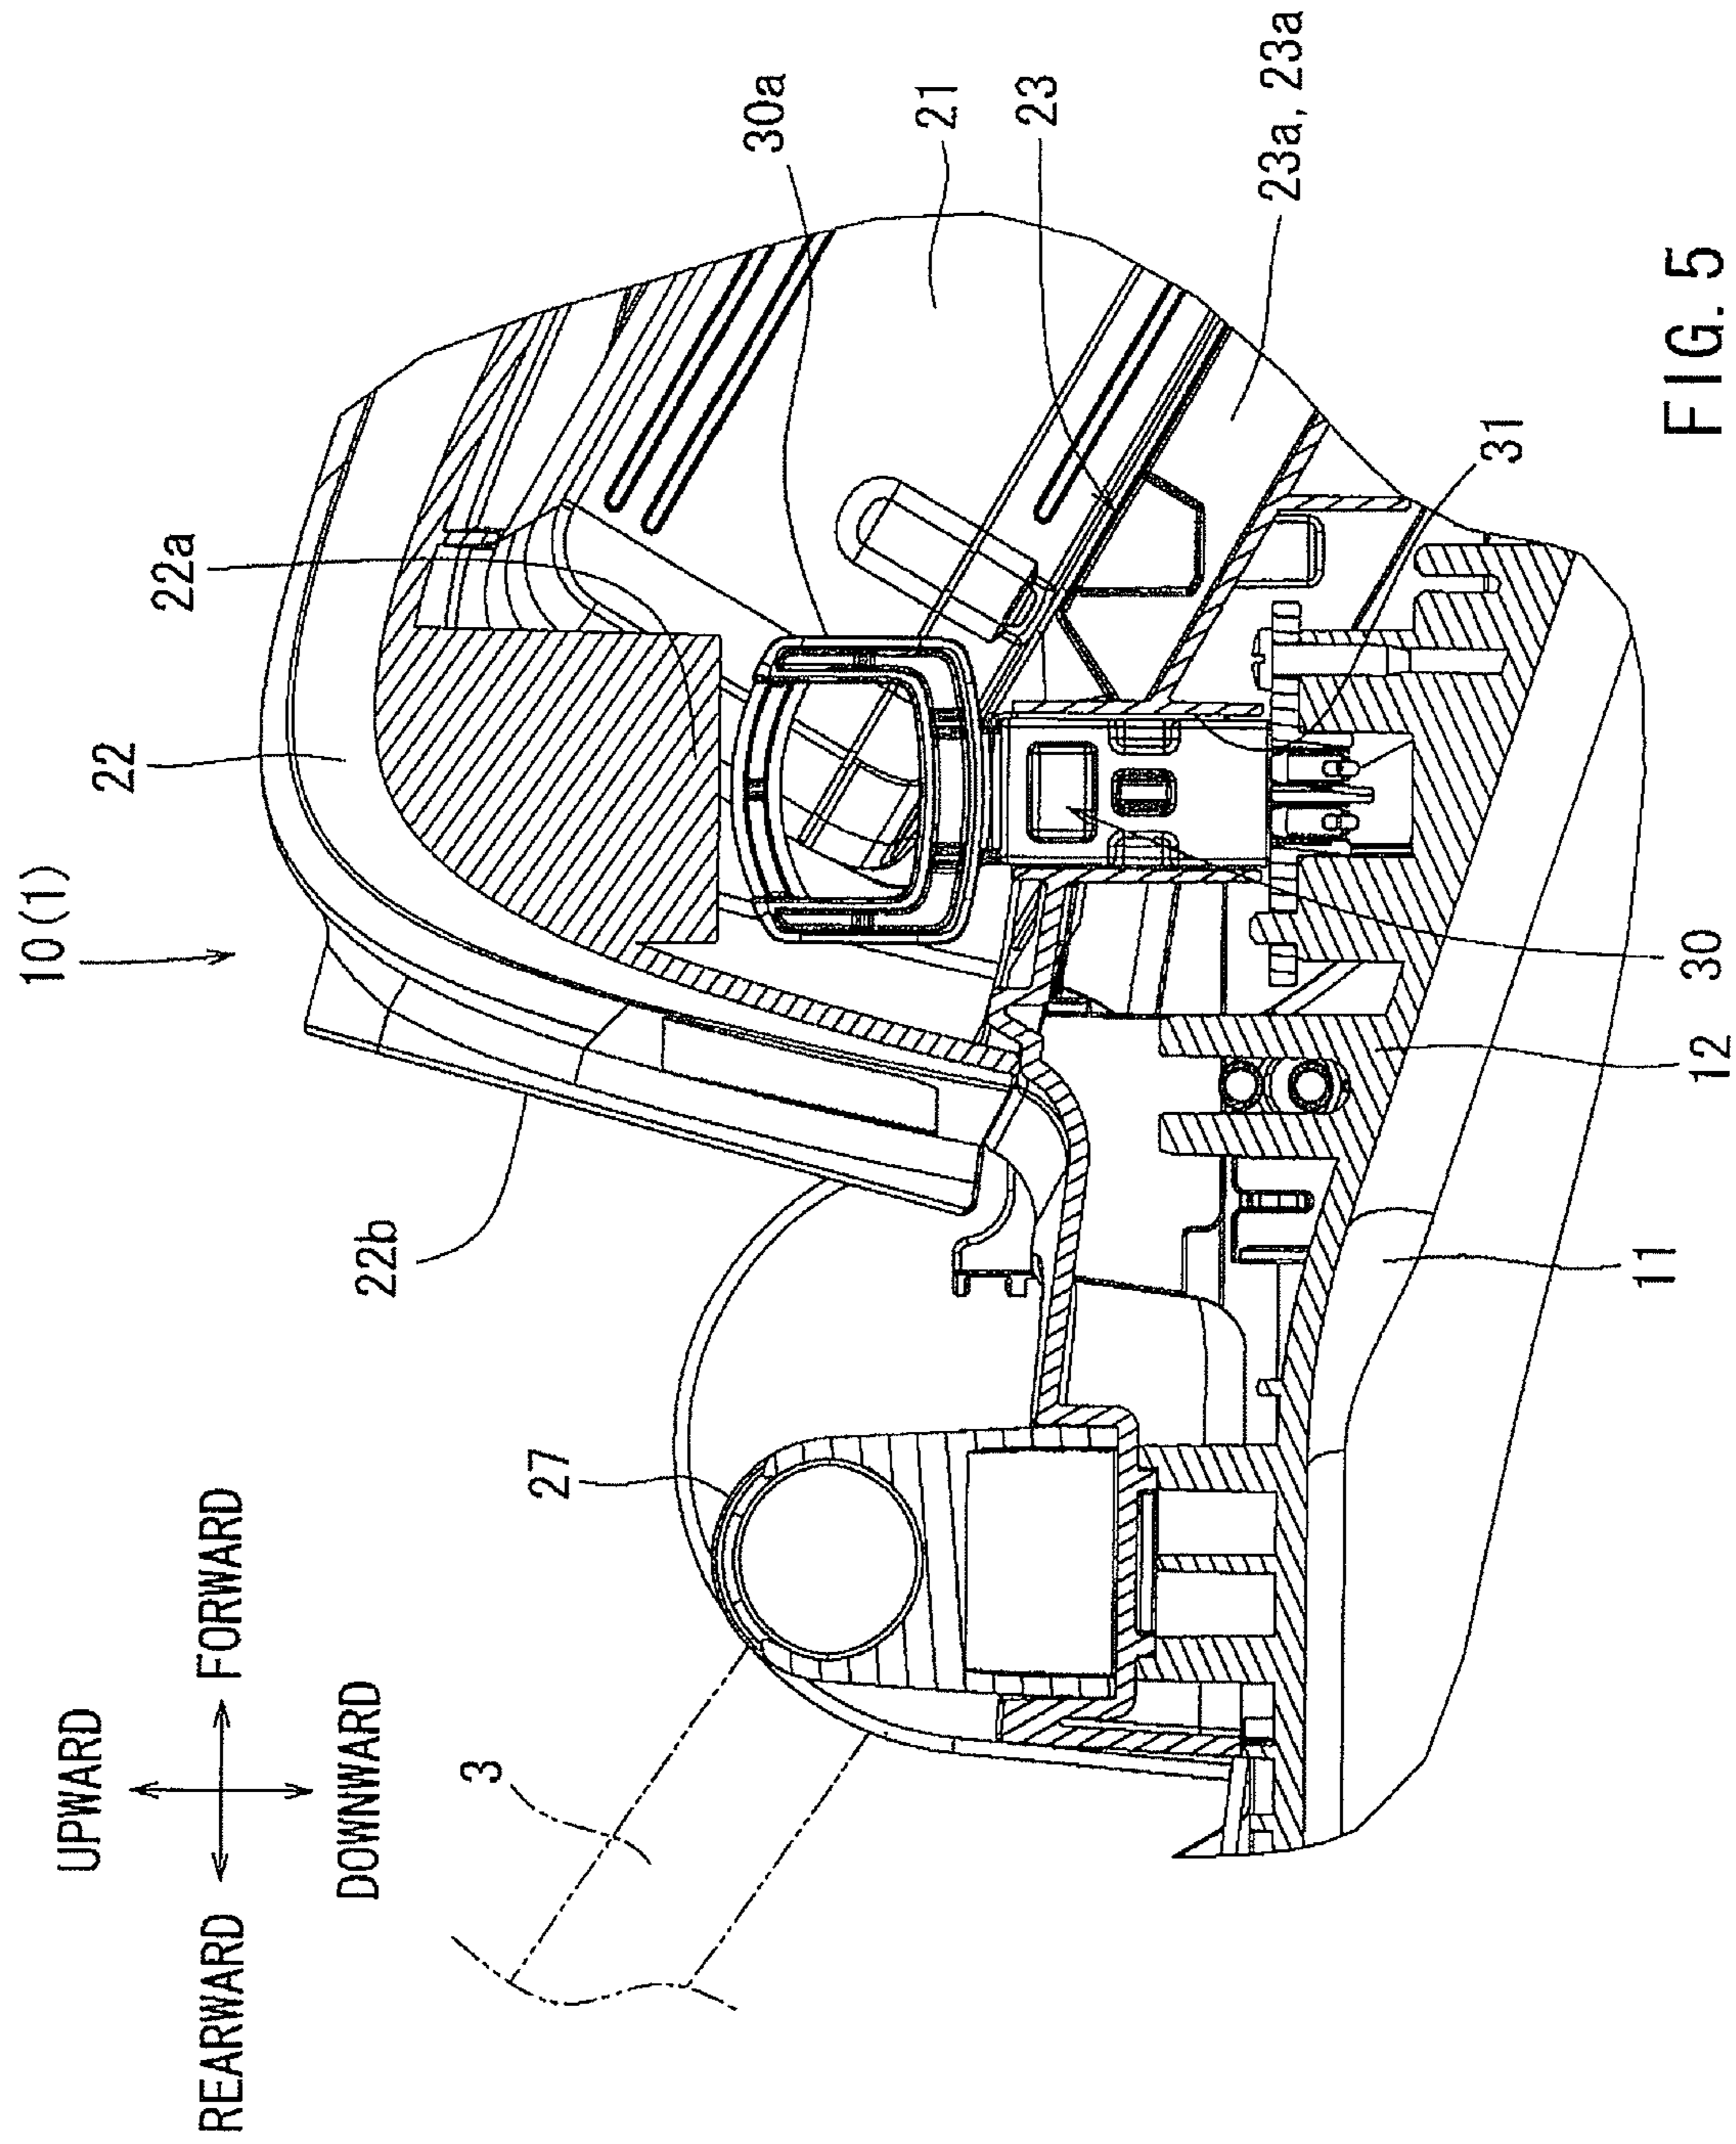 UPWARD
REARWARD
FORWARD
DOWNWARD
10(1)
22
22a
30a
21
23
23a, 23a
22b
27
3
31
30
12
11
FIG. 5